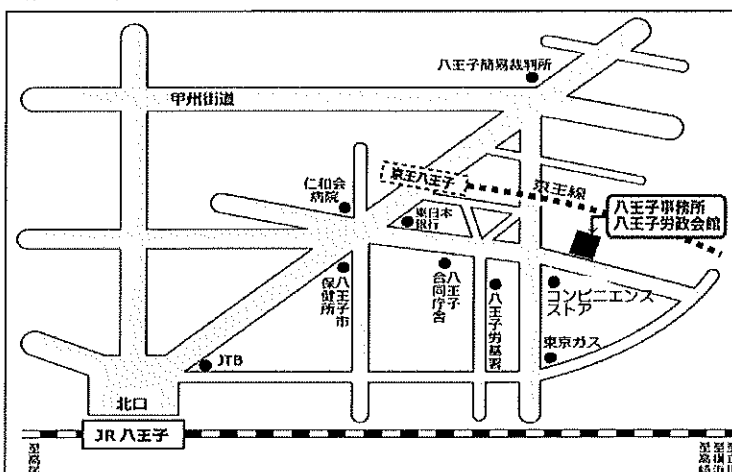 八王子簡易裁判所
甲州街道
京王八王子
京王線
仁和会
病院
東日本
銀行
八王子事務所
八王子労政会館
八王子市
保健所
八王子
合同庁舎
八王子労基署
コンビニエンス
ストア
東京ガス
JTB
北口
JR 八王子
至高尾